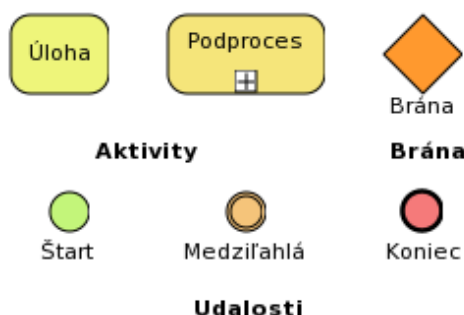 Úloha
Podproces
Brána
Aktivity
Brána
Štart
Medziľahlá
Koniec
Udalosti